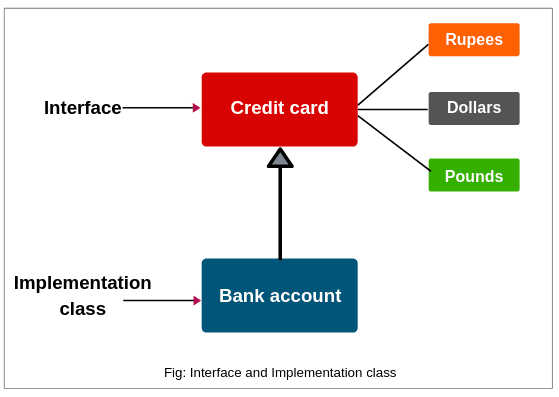 Rupees
Interface
Credit card
Dollars
Pounds
Implementation
class
Bank account
Fig: Interface and Implementation class